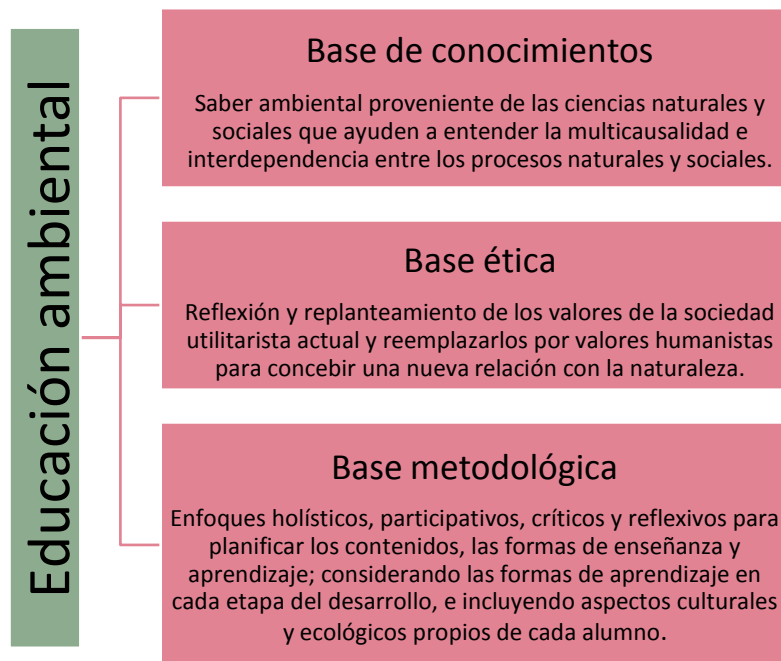 Educación ambiental
Base de conocimientos
Saber ambiental proveniente de las ciencias naturales y
sociales que ayuden a entender la multicausalidad e
interdependencia entre los procesos naturales y sociales.
Base ética
Reflexión y replanteamiento de los valores de la sociedad
utilitarista actual y reemplazarlos por valores humanistas
para concebir una nueva relación con la naturaleza.
Base metodológica
Enfoques holísticos, participativos, críticos y reflexivos para
planificar los contenidos, las formas de enseñanza y
aprendizaje; considerando las formas de aprendizaje en
cada etapa del desarrollo, e incluyendo aspectos culturales
y ecológicos propios de cada alumno.